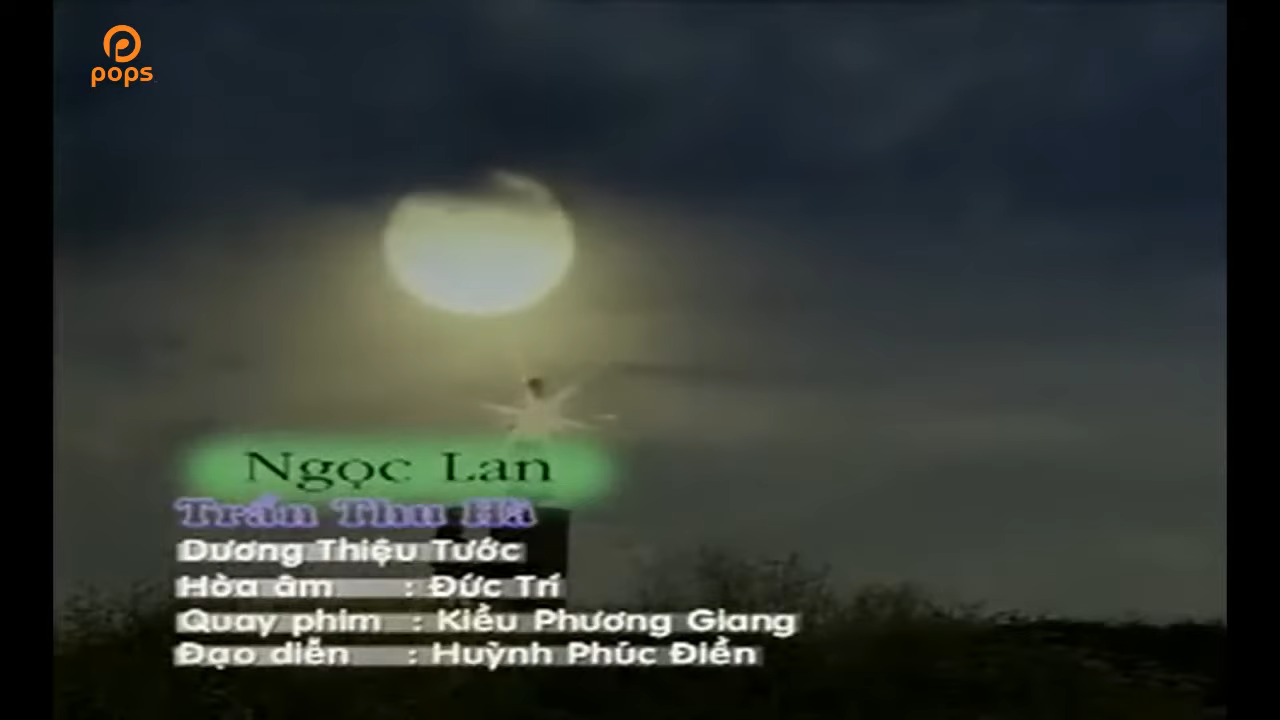 pops
Ngọc Lan
Trần Thu Hà
Dương Thiệu Tước
Hòa âm : Đức Trí
Quay phim : Kiều Phương Giang
Đạo diễn : Huỳnh Phúc Điền